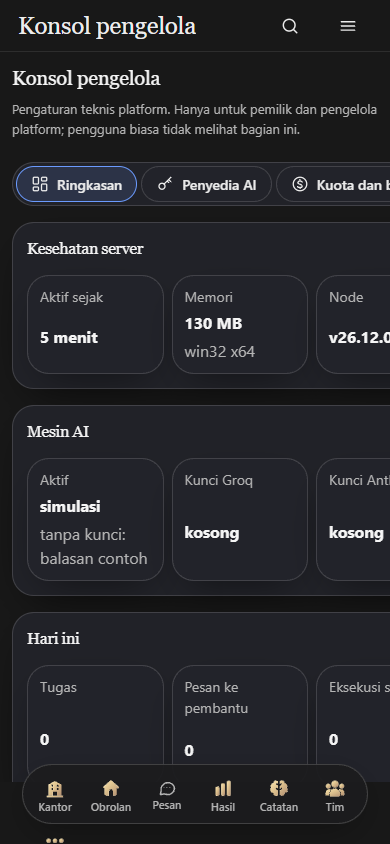 Konsol pengelola
Konsol pengelola
Pengaturan teknis platform. Hanya untuk pemilik dan pengelola
platform; pengguna biasa tidak melihat bagian ini.
Ringkasan
Penyedia AI
Kuota dan b
Kesehatan server
Aktif sejak
5 menit
Memori
130 MB
win32 x64
Node
v26.12.0
Mesin AI
Aktif
simulasi
tanpa kunci:
balasan contoh
Kunci Groq
kosong
Kunci Ant
kosong
Hari ini
Tugas
0
Pesan ke
pembantu
0
Eksekusi s
0
Kantor
Obrolan
Pesan
Hasil
Catatan
Tim